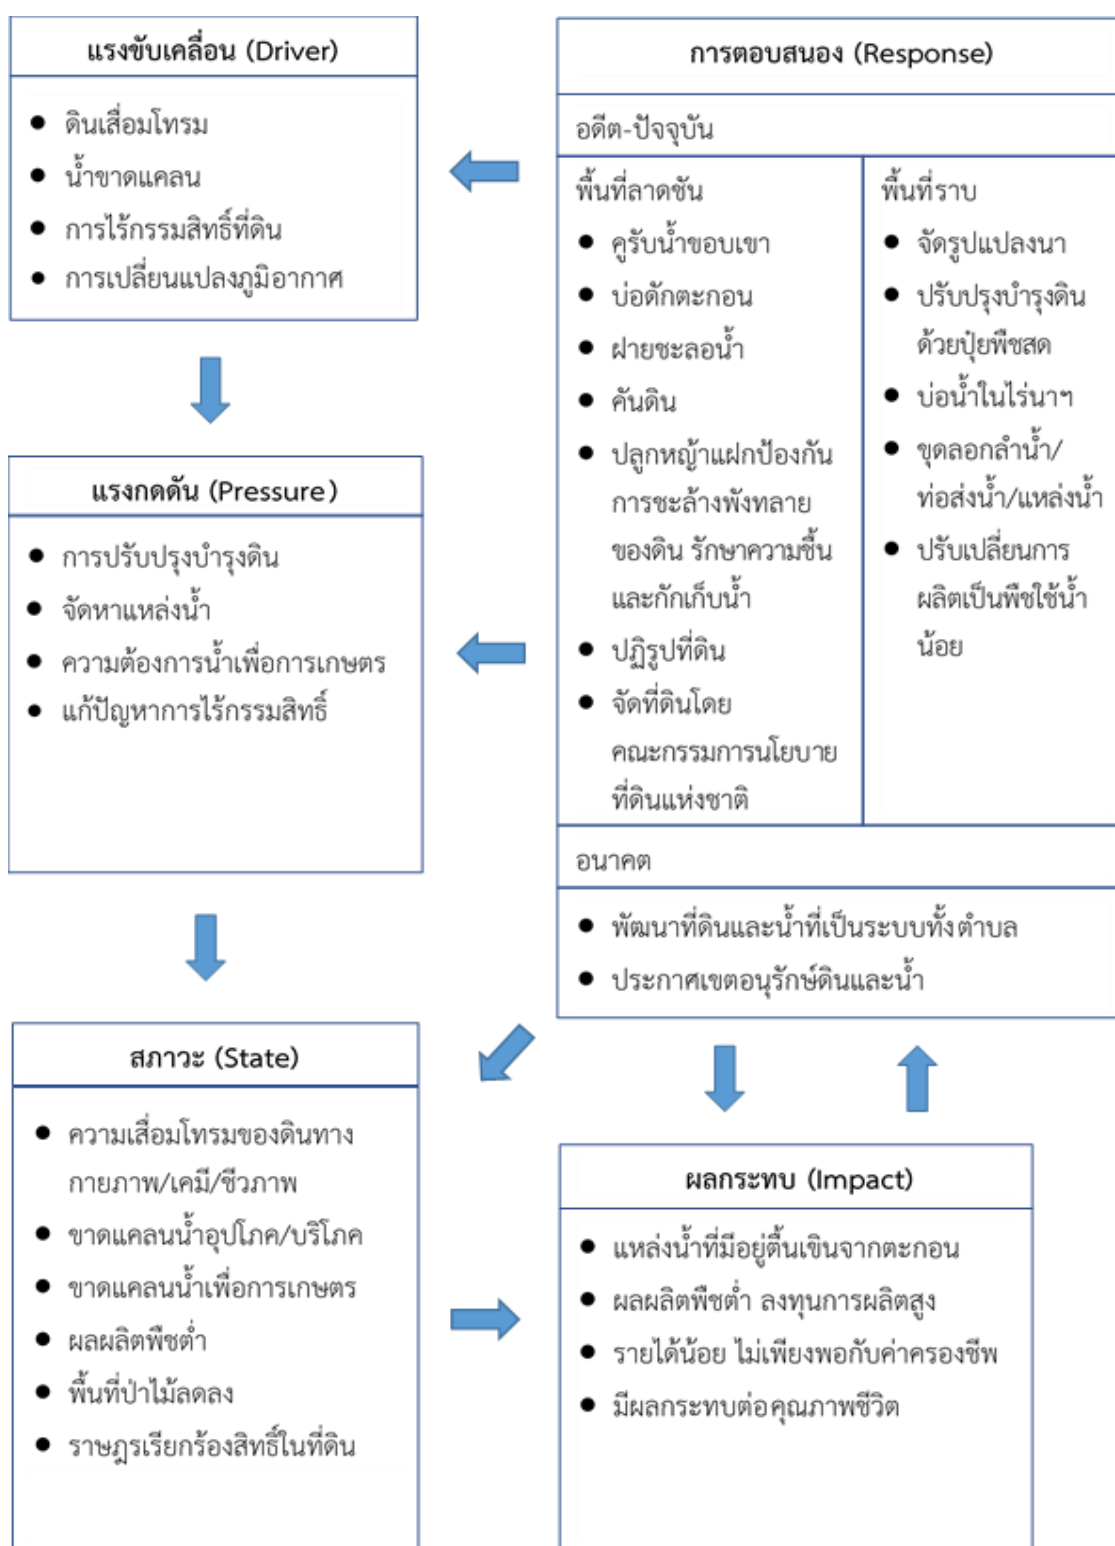 แรงขับเคลื่อน (Driver)
● ดินเสื่อมโทรม
● น้ำขาดแคลน
● การไร้กรรมสิทธิ์ที่ดิน
● การเปลี่ยนแปลงภูมิอากาศ
แรงกดดัน (Pressure)
● การปรับปรุงบำรุงดิน
● จัดหาแหล่งน้ำ
● ความต้องการน้ำเพื่อการเกษตร
● แก้ปัญหาการไร้กรรมสิทธิ์
สภาวะ (State)
● ความเสื่อมโทรมของดินทาง
กายภาพ/เคมี/ชีวภาพ
● ขาดแคลนน้ำอุปโภค/บริโภค
● ขาดแคลนน้ำเพื่อการเกษตร
● ผลผลิตพืชต่ำ
● พื้นที่ป่าไม้ลดลง
● ราษฎรเรียกร้องสิทธิ์ในที่ดิน
การตอบสนอง (Response)
อดีต-ปัจจุบัน
พื้นที่ลาดชัน
● คูรับน้ำขอบเขา
● บ่อดักตะกอน
● ฝายชะลอน้ำ
● คันดิน
● ปลูกหญ้าแฝกป้องกัน
การชะล้างพังทลาย
ของดิน รักษาความชื้น
และกักเก็บน้ำ
● ปฏิรูปที่ดิน
● จัดที่ดินโดย
คณะกรรมการนโยบาย
ที่ดินแห่งชาติ
พื้นที่ราบ
● จัดรูปแปลงนา
● ปรับปรุงบำรุงดิน
ด้วยปุ๋ยพืชสด
● บ่อน้ำในไร่นาฯ
● ขุดลอกลำน้ำ/
ท่อส่งน้ำ/แหล่งน้ำ
● ปรับเปลี่ยนการ
ผลิตเป็นพืชใช้น้ำ
น้อย
อนาคต
● พัฒนาที่ดินและน้ำที่เป็นระบบทั้งตำบล
● ประกาศเขตอนุรักษ์ดินและน้ำ
ผลกระทบ (Impact)
● แหล่งน้ำที่มีอยู่ตื้นเขินจากตะกอน
● ผลผลิตพืชต่ำ ลงทุนการผลิตสูง
● รายได้น้อย ไม่เพียงพอกับค่าครองชีพ
● มีผลกระทบต่อคุณภาพชีวิต